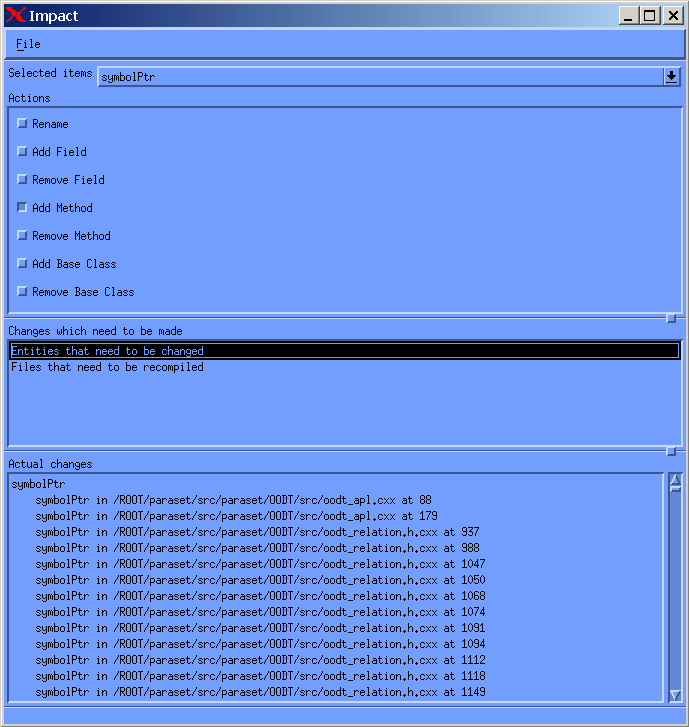 Impact
File
Selected items symbolPtr
Actions
Rename
Add Field
Remove Field
Add Method
Remove Method
Add Base Class
Remove Base Class
Changes which need to be made
Entities that need to be changed
Files that need to be recompiled
Actual changes
symbolPtr
symbolPtr in /ROOT/paraset/src/paraset/OODT/src/oodt_apl.cxx at 88
symbolPtr in /ROOT/paraset/src/paraset/OODT/src/oodt_apl.cxx at 179
symbolPtr in /ROOT/paraset/src/paraset/OODT/src/oodt_relation.h.cxx at 937
symbolPtr in /ROOT/paraset/src/paraset/OODT/src/oodt_relation.h.cxx at 988
symbolPtr in /ROOT/paraset/src/paraset/OODT/src/oodt_relation.h.cxx at 1047
symbolPtr in /ROOT/paraset/src/paraset/OODT/src/oodt_relation.h.cxx at 1050
symbolPtr in /ROOT/paraset/src/paraset/OODT/src/oodt_relation.h.cxx at 1068
symbolPtr in /ROOT/paraset/src/paraset/OODT/src/oodt_relation.h.cxx at 1074
symbolPtr in /ROOT/paraset/src/paraset/OODT/src/oodt_relation.h.cxx at 1091
symbolPtr in /ROOT/paraset/src/paraset/OODT/src/oodt_relation.h.cxx at 1094
symbolPtr in /ROOT/paraset/src/paraset/OODT/src/oodt_relation.h.cxx at 1112
symbolPtr in /ROOT/paraset/src/paraset/OODT/src/oodt_relation.h.cxx at 1118
symbolPtr in /ROOT/paraset/src/paraset/OODT/src/oodt_relation.h.cxx at 1149